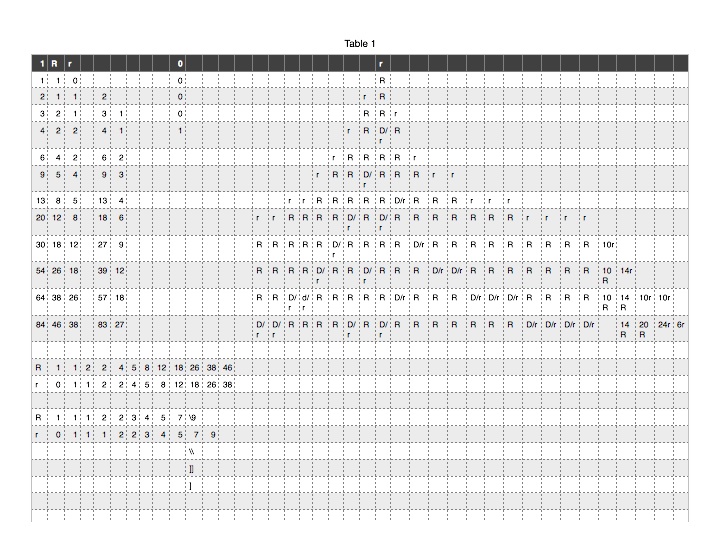 Table 1
1 R r 0 r
1 1 0 0 R
2 1 1 2 0 r R
3 2 1 3 1 0 R R r
4 2 2 4 1 1 r R D/r R
6 4 2 6 2 r R R R R r
9 5 4 9 3 r R R D/r R R R r r
13 8 5 13 4 r r R R R R R D/r R R R r r r
20 12 8 18 6 r r R R R R D/r R D/r R R R R R R R R r r r r
30 18 12 27 9 R R R R R D/r R R R R D/r R R R R R R R R R R 10r
54 26 18 39 12 R R R R D/r R R D/r R R R D/r D/r R R R R R R R R 10R 14r
64 38 26 57 18 R R D/r d/r R R R R R D/r R R D/r D/r D/r R R R R R R 10R 14R 10r 10r
84 46 38 83 27 D/r D/r R R R R D/r R D/r R R R R R R R R D/r D/r D/r D/r 14R 20R 24r 6r
R 1 1 2 2 4 5 8 12 18 26 38 46
r 0 1 1 2 2 4 5 8 12 18 26 38
R 1 1 1 2 2 3 4 5 7 \9
r 0 1 1 1 2 2 3 4 5 7 9
\\
]]
]